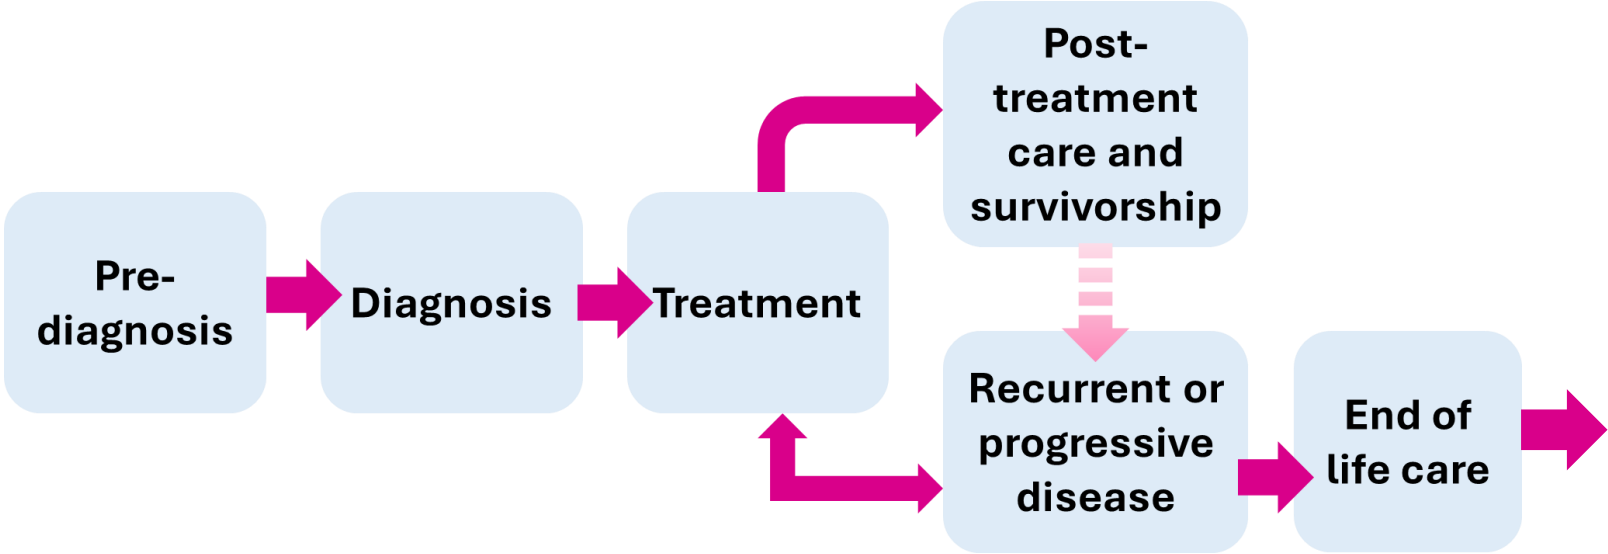 Pre-
diagnosis
Diagnosis
Treatment
Post-
treatment
care and
survivorship
Recurrent or
progressive
disease
End of
life care